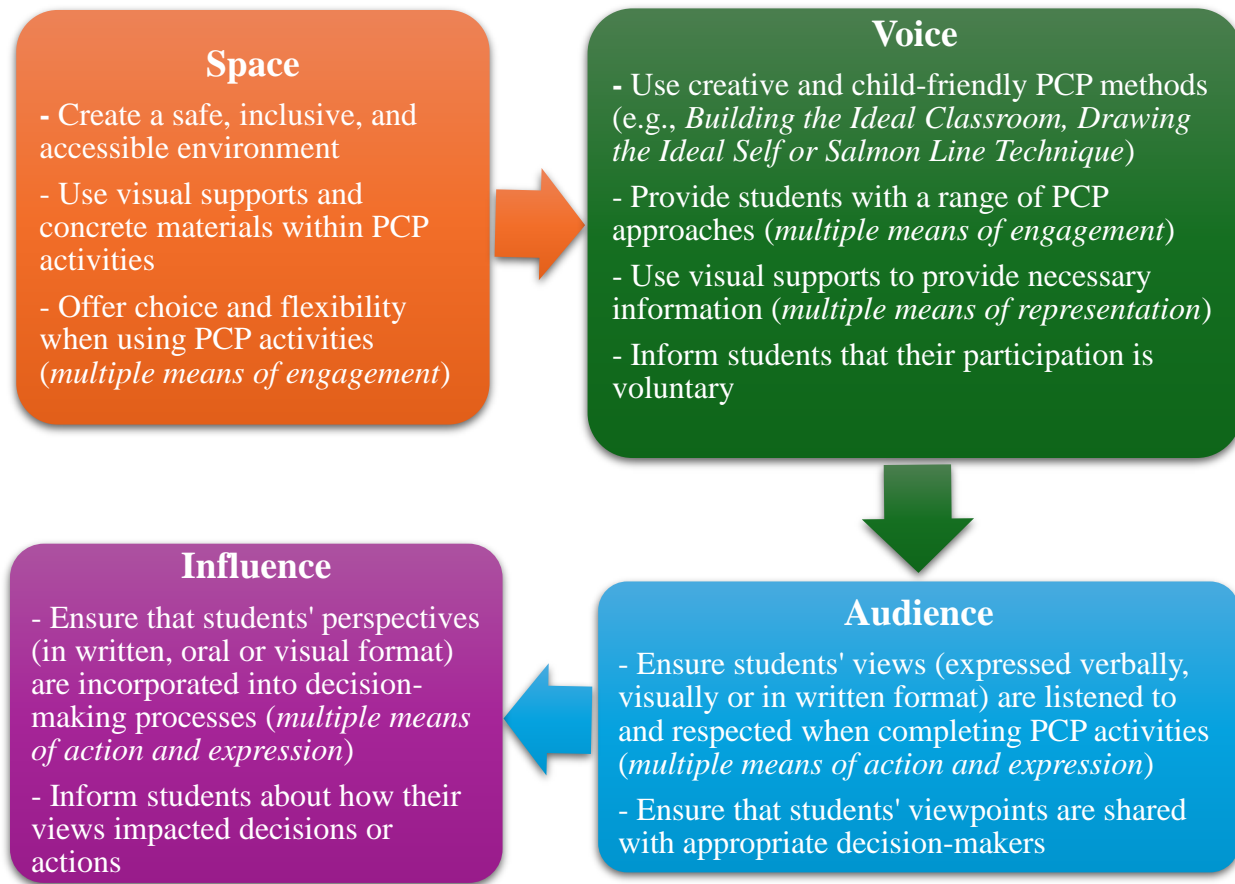 Space
- Create a safe, inclusive, and
accessible environment
- Use visual supports and
concrete materials within PCP
activities
- Offer choice and flexibility
when using PCP activities
(multiple means of engagement)
Voice
- Use creative and child-friendly PCP methods
(e.g., Building the Ideal Classroom, Drawing
the Ideal Self or Salmon Line Technique)
- Provide students with a range of PCP
approaches (multiple means of engagement)
- Use visual supports to provide necessary
information (multiple means of representation)
- Inform students that their participation is
voluntary
Audience
- Ensure students' views (expressed verbally,
visually or in written format) are listened to
and respected when completing PCP activities
(multiple means of action and expression)
- Ensure that students' viewpoints are shared
with appropriate decision-makers
Influence
- Ensure that students' perspectives
(in written, oral or visual format)
are incorporated into decision-
making processes (multiple means
of action and expression)
- Inform students about how their
views impacted decisions or
actions